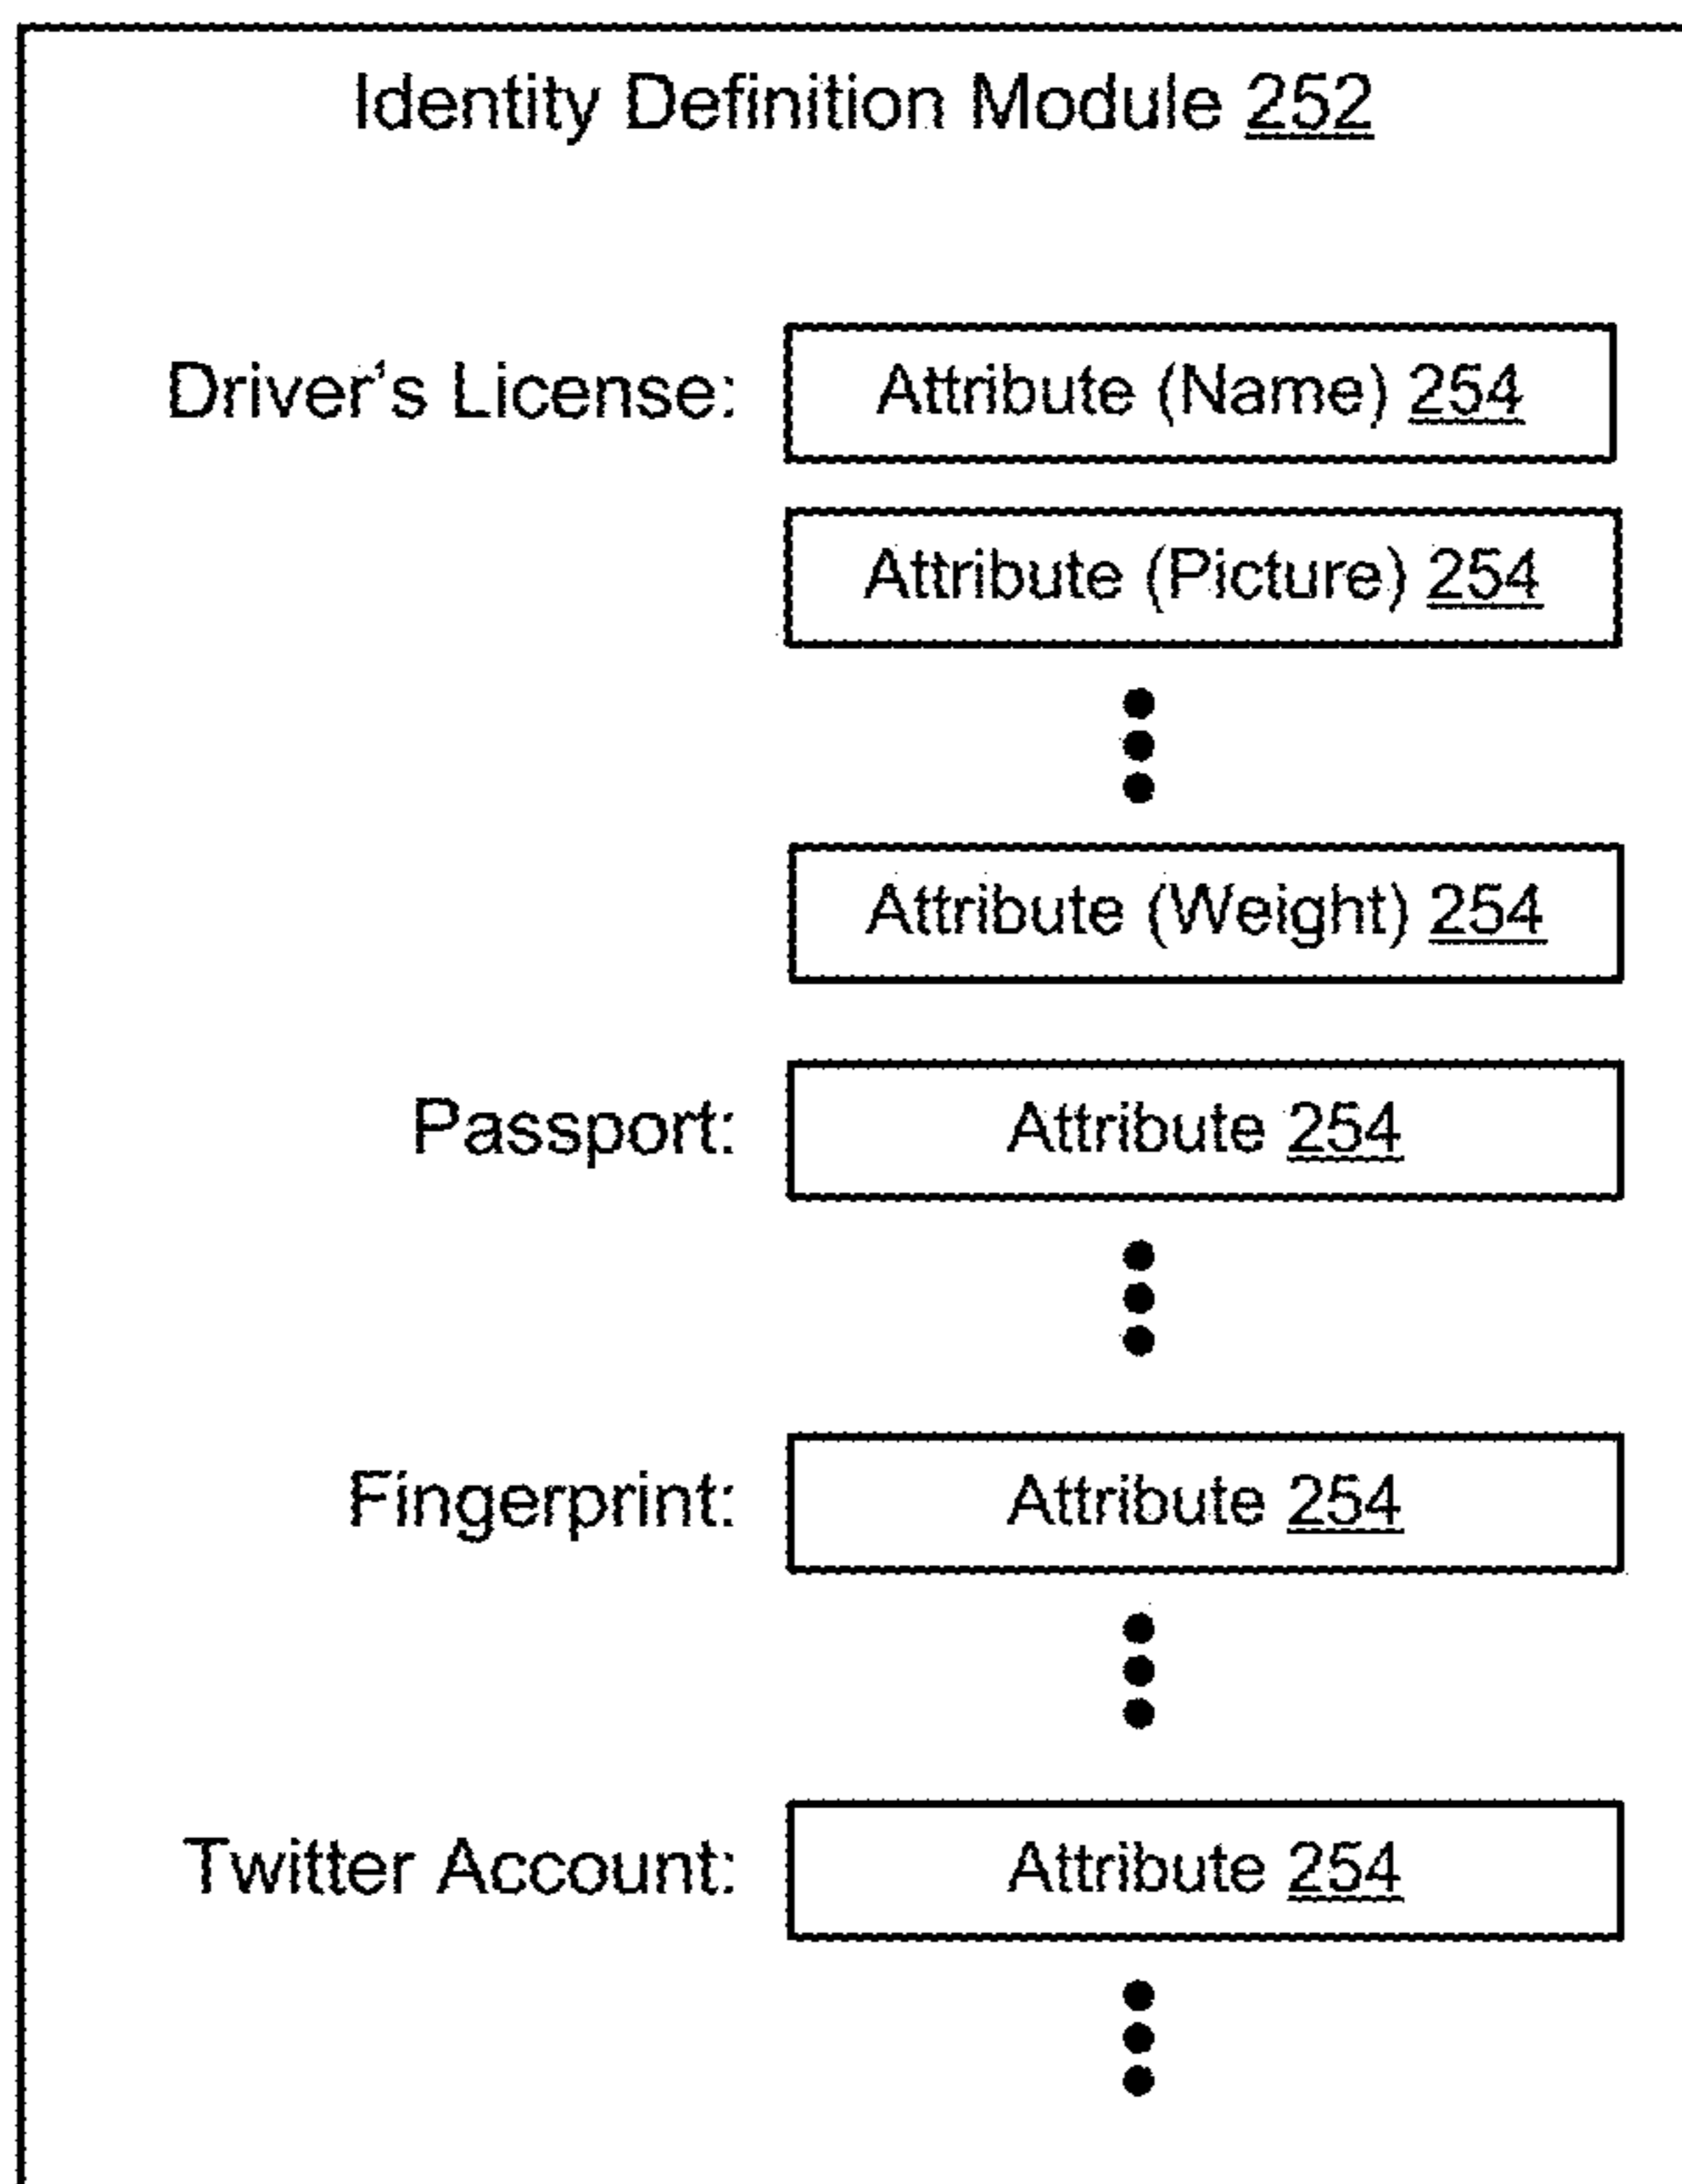 Identity Definition Module 252
Driver's License: Attribute (Name) 254
Attribute (Picture) 254
Attribute (Weight) 254
Passport: Attribute 254
Fingerprint: Attribute 254
Twitter Account: Attribute 254